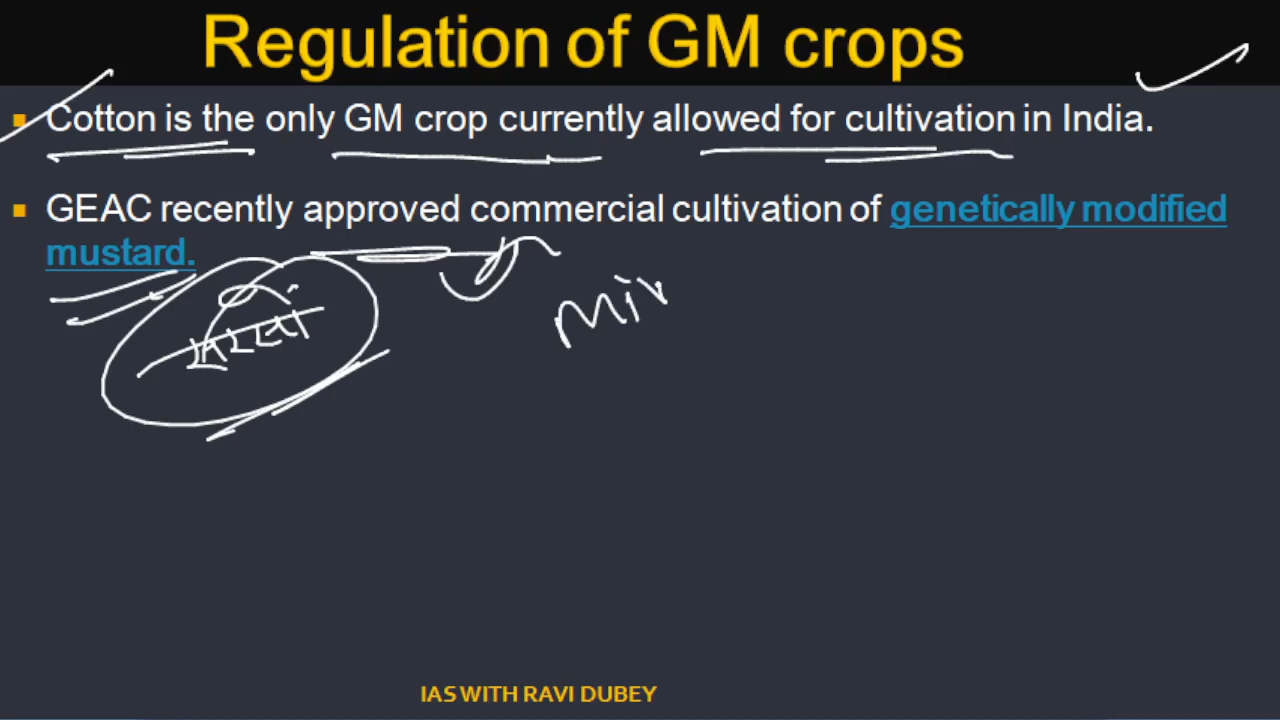 Regulation of GM crops
Cotton is the only GM crop currently allowed for cultivation in India.
GEAC recently approved commercial cultivation of genetically modified
mustard.
IAS WITH RAVI DUBEY